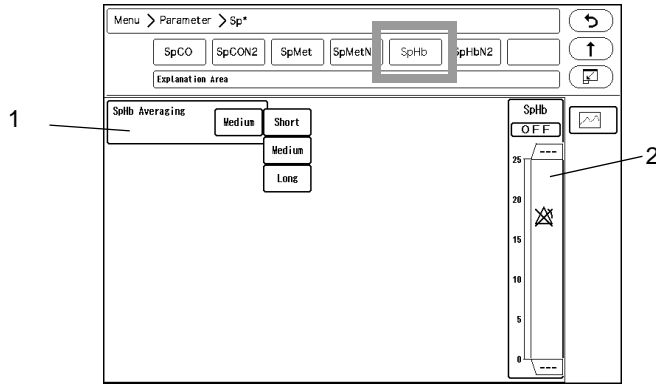 Menu > Parameter > Sp*
SpCO SpCON2 SpMet SpMetN SpHb SpHbN2
Explanation Area
SpHb Averaging
Medium
Short
Medium
Long
SpHb
OFF
---
25
20
15
10
5
0
---
1
2